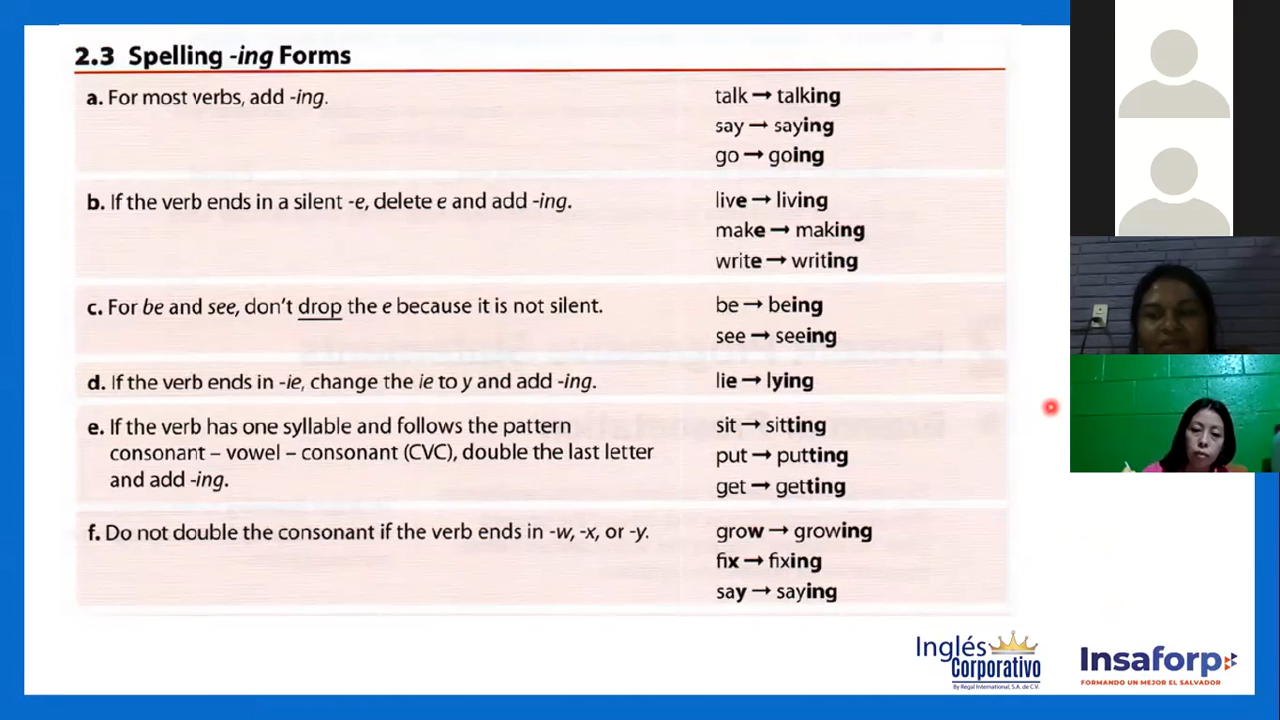 2.3 Spelling -ing Forms
a. For most verbs, add -ing.
talk → talking
say → saying
go → going
b. If the verb ends in a silent -e, delete e and add -ing.
live → living
make → making
write → writing
c. For be and see, don't drop the e because it is not silent.
be → being
see → seeing
d. If the verb ends in -ie, change the ie to y and add -ing.
lie → lying
e. If the verb has one syllable and follows the pattern
consonant – vowel – consonant (CVC), double the last letter
and add -ing.
sit → sitting
put → putting
get → getting
f. Do not double the consonant if the verb ends in -w, -x, or -y.
grow → growing
fix → fixing
say → saying
Inglés
Corporativo
By Regal International, S.A. de C.V.
Insaforp
FORMANDO UN MEJOR EL SALVADOR